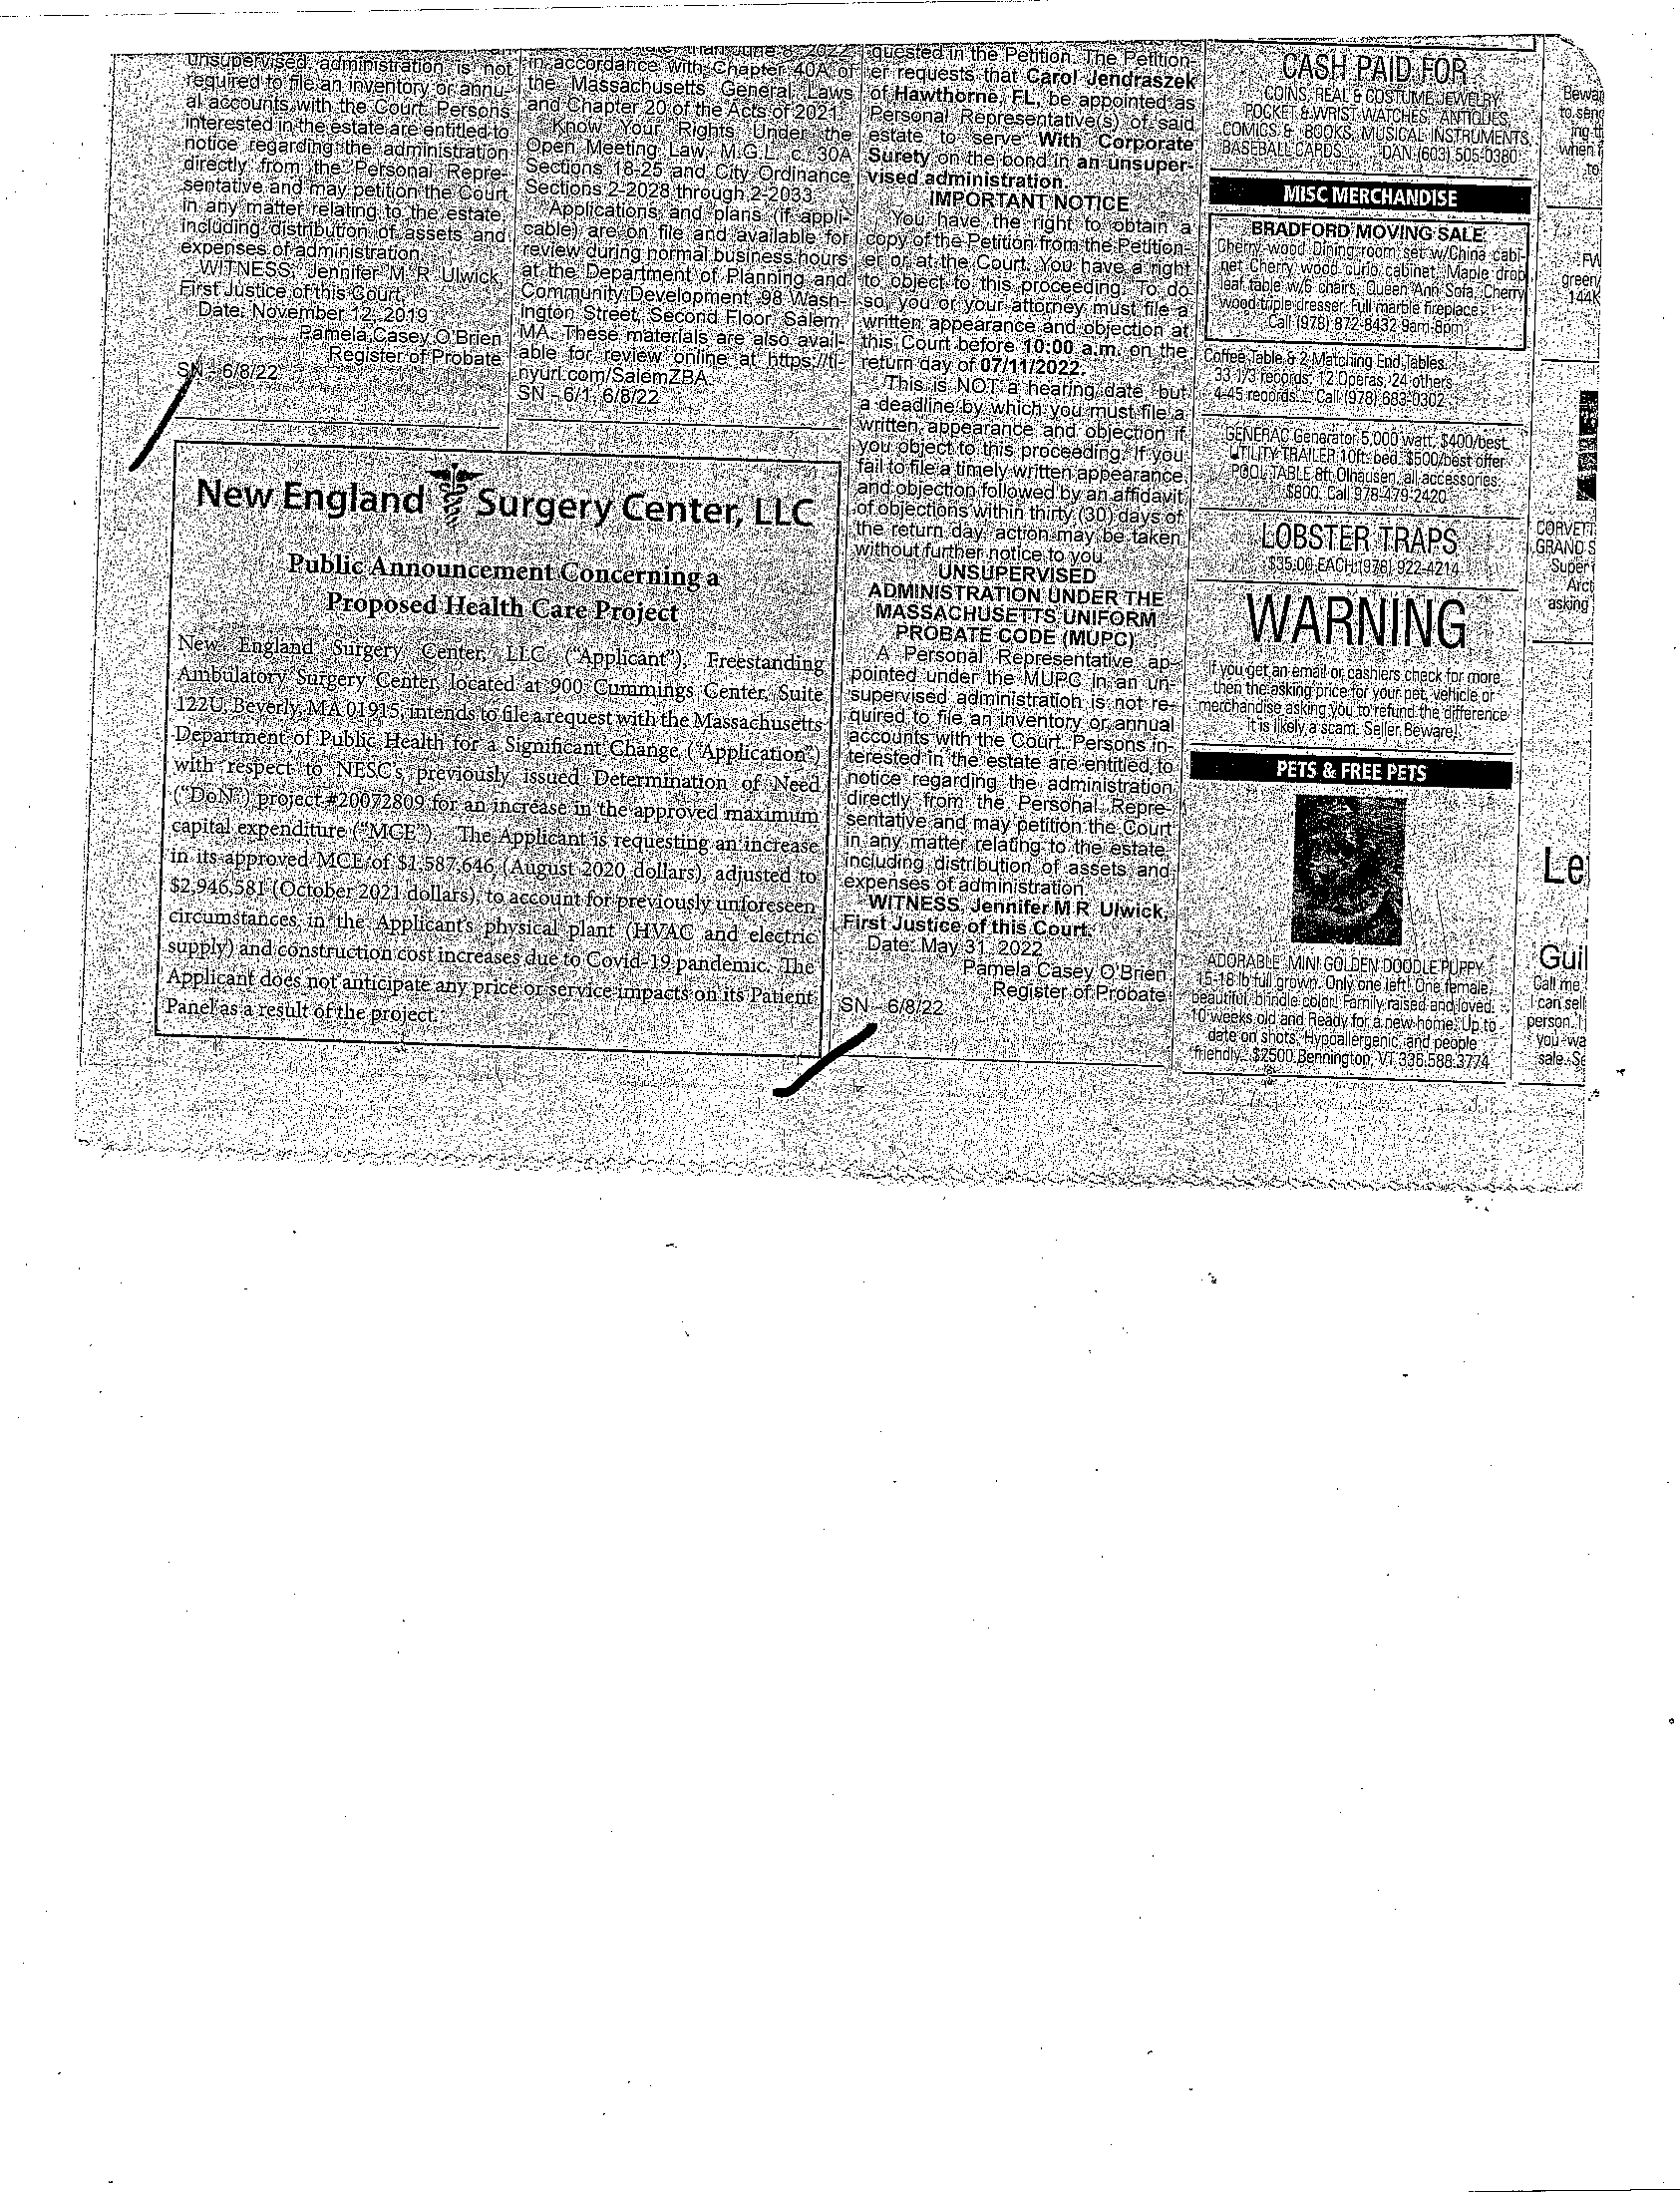 unsupervised administration is not
required to file an inventory or annu-
al accounts with the Court. Persons
interested in the estate are entitled to
notice regarding the administration
directly from the Personal Repre-
sentative and may petition the Court
in any matter relating to the estate,
including distribution of assets and
expenses of administration.
WITNESS, Jennifer M R Ulwick,
First Justice of this Court.
Date: November 12, 2019
Pamela Casey O'Brien
Register of Probate
SN - 6/8/22
than June 8, 2022
in accordance with Chapter 40A of
the Massachusetts General Laws
and Chapter 20 of the Acts of 2021.
Know Your Rights Under the
Open Meeting Law, M.G.L. c. 30A
Sections 18-25 and City Ordinance
Sections 2-2028 through 2-2033.
Applications and plans (if appli-
cable) are on file and available for
review during normal business hours
at the Department of Planning and
Community Development, 98 Wash-
ington Street, Second Floor, Salem,
MA. These materials are also avail-
able for review online at https://ti-
nyurl.com/SalemZBA.
SN - 6/1, 6/8/22
New England Surgery Center, LLC
Public Announcement Concerning a
Proposed Health Care Project
New England Surgery Center, LLC ("Applicant"), Freestanding
Ambulatory Surgery Center, located at 900 Cummings Center, Suite
122U, Beverly, MA 01915, intends to file a request with the Massachusetts
Department of Public Health for a Significant Change ("Application")
with respect to NESC's previously issued Determination of Need
("DoN") project #20072809 for an increase in the approved maximum
capital expenditure ("MCE"). The Applicant is requesting an increase
in its approved MCE of $1,587,646 (August 2020 dollars), adjusted to
$2,946,581 (October 2021 dollars), to account for previously unforeseen
circumstances in the Applicant's physical plant (HVAC and electric
supply) and construction cost increases due to Covid-19 pandemic. The
Applicant does not anticipate any price or service impacts on its Patient
Panel as a result of the project.
quested in the Petition. The Petition-
er requests that Carol Jendraszek
of Hawthorne, FL, be appointed as
Personal Representative(s) of said
estate to serve With Corporate
Surety on the bond in an unsuper-
vised administration.
IMPORTANT NOTICE
You have the right to obtain a
copy of the Petition from the Petition-
er or at the Court. You have a right
to object to this proceeding. To do
so, you or your attorney must file a
written appearance and objection at
this Court before 10:00 a.m. on the
return day of 07/11/2022.
This is NOT a hearing date, but
a deadline by which you must file a
written appearance and objection if
you object to this proceeding. If you
fail to file a timely written appearance
and objection followed by an affidavit
of objections within thirty (30) days of
the return day, action may be taken
without further notice to you.
UNSUPERVISED
ADMINISTRATION UNDER THE
MASSACHUSETTS UNIFORM
PROBATE CODE (MUPC)
A Personal Representative ap-
pointed under the MUPC in an un-
supervised administration is not re-
quired to file an inventory or annual
accounts with the Court. Persons in-
terested in the estate are entitled to
notice regarding the administration
directly from the Personal Repre-
sentative and may petition the Court
in any matter relating to the estate,
including distribution of assets and
expenses of administration.
WITNESS, Jennifer M R Ulwick,
First Justice of this Court.
Date: May 31, 2022
Pamela Casey O'Brien
Register of Probate
SN - 6/8/22
CASH PAID FOR
COINS, REAL & COSTUME JEWELRY,
POCKET & WRIST WATCHES, ANTIQUES,
COMICS & BOOKS, MUSICAL INSTRUMENTS,
BASEBALL CARDS. DAN (603) 505-0380
MISC MERCHANDISE
BRADFORD MOVING SALE
Cherry wood Dining room set w/China cabi-
net Cherry wood curio cabinet, Maple drop
leaf table w/6 chairs, Queen Ann Sofa, Cherry
wood triple dresser, Full marble fireplace
Call (978) 872-8432 9am-8pm
Coffee Table & 2 Matching End Tables.
33 1/3 records: 12 Operas, 24 others
4-45 records... Call (978) 683-0302
GENERAC Generator 5,000 watt. $400/best
UTILITY TRAILER 10ft. bed. $500/best offer
POOL TABLE 8ft Olhausen, all accessories
$800. Call 978-479-2420
LOBSTER TRAPS
$35.00 EACH (978) 922-4214
WARNING
If you get an email or cashiers check for more
then the asking price for your pet, vehicle or
merchandise asking you to refund the difference
it is likely a scam. Seller Beware!
PETS & FREE PETS
ADORABLE MINI GOLDEN DOODLE PUPPY
15-18 lb full grown. Only one left! One female,
beautiful brindle color! Family raised and loved.
10 weeks old and Ready for a new home. Up to
date on shots, Hypoallergenic and people
friendly. $2500 Bennington, VT 336.588.3774
to send
ing t
when
to
FW
green
144K
CORVETT
GRAND S
Super
Arct
asking
Le
Guil
Call me,
I can sell
person. I
you wa
sale. Se